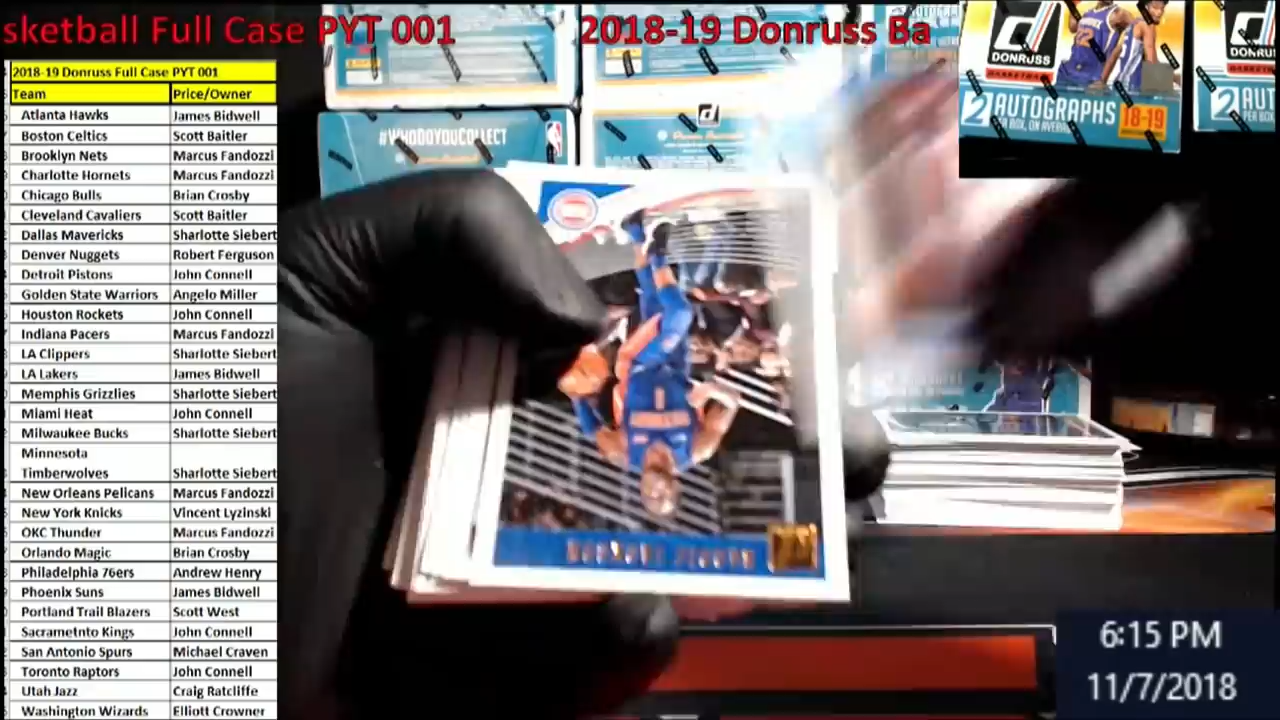 sketball Full Case PYT 001 2018-19 Donruss Ba
2018-19 Donruss Full Case PYT 001
Team Price/Owner
Atlanta Hawks James Bidwell
Boston Celtics Scott Baitler
Brooklyn Nets Marcus Fandozzi
Charlotte Hornets Marcus Fandozzi
Chicago Bulls Brian Crosby
Cleveland Cavaliers Scott Baitler
Dallas Mavericks Sharlotte Siebert
Denver Nuggets Robert Ferguson
Detroit Pistons John Connell
Golden State Warriors Angelo Miller
Houston Rockets John Connell
Indiana Pacers Marcus Fandozzi
LA Clippers Sharlotte Siebert
LA Lakers James Bidwell
Memphis Grizzlies Sharlotte Siebert
Miami Heat John Connell
Milwaukee Bucks Sharlotte Siebert
Minnesota
Timberwolves Sharlotte Siebert
New Orleans Pelicans Marcus Fandozzi
New York Knicks Vincent Lyzinski
OKC Thunder Marcus Fandozzi
Orlando Magic Brian Crosby
Philadelphia 76ers Andrew Henry
Phoenix Suns James Bidwell
Portland Trail Blazers Scott West
Sacrametnto Kings John Connell
San Antonio Spurs Michael Craven
Toronto Raptors John Connell
Utah Jazz Craig Ratcliffe
Washington Wizards Elliott Crowner
#WHODOYOUCOLLECT
DONRUSS
BASKETBALL
2 AUTOGRAPHS
PER BOX, ON AVERAGE
18-19
DONRU
2 AUT
PER BOX
6:15 PM
11/7/2018